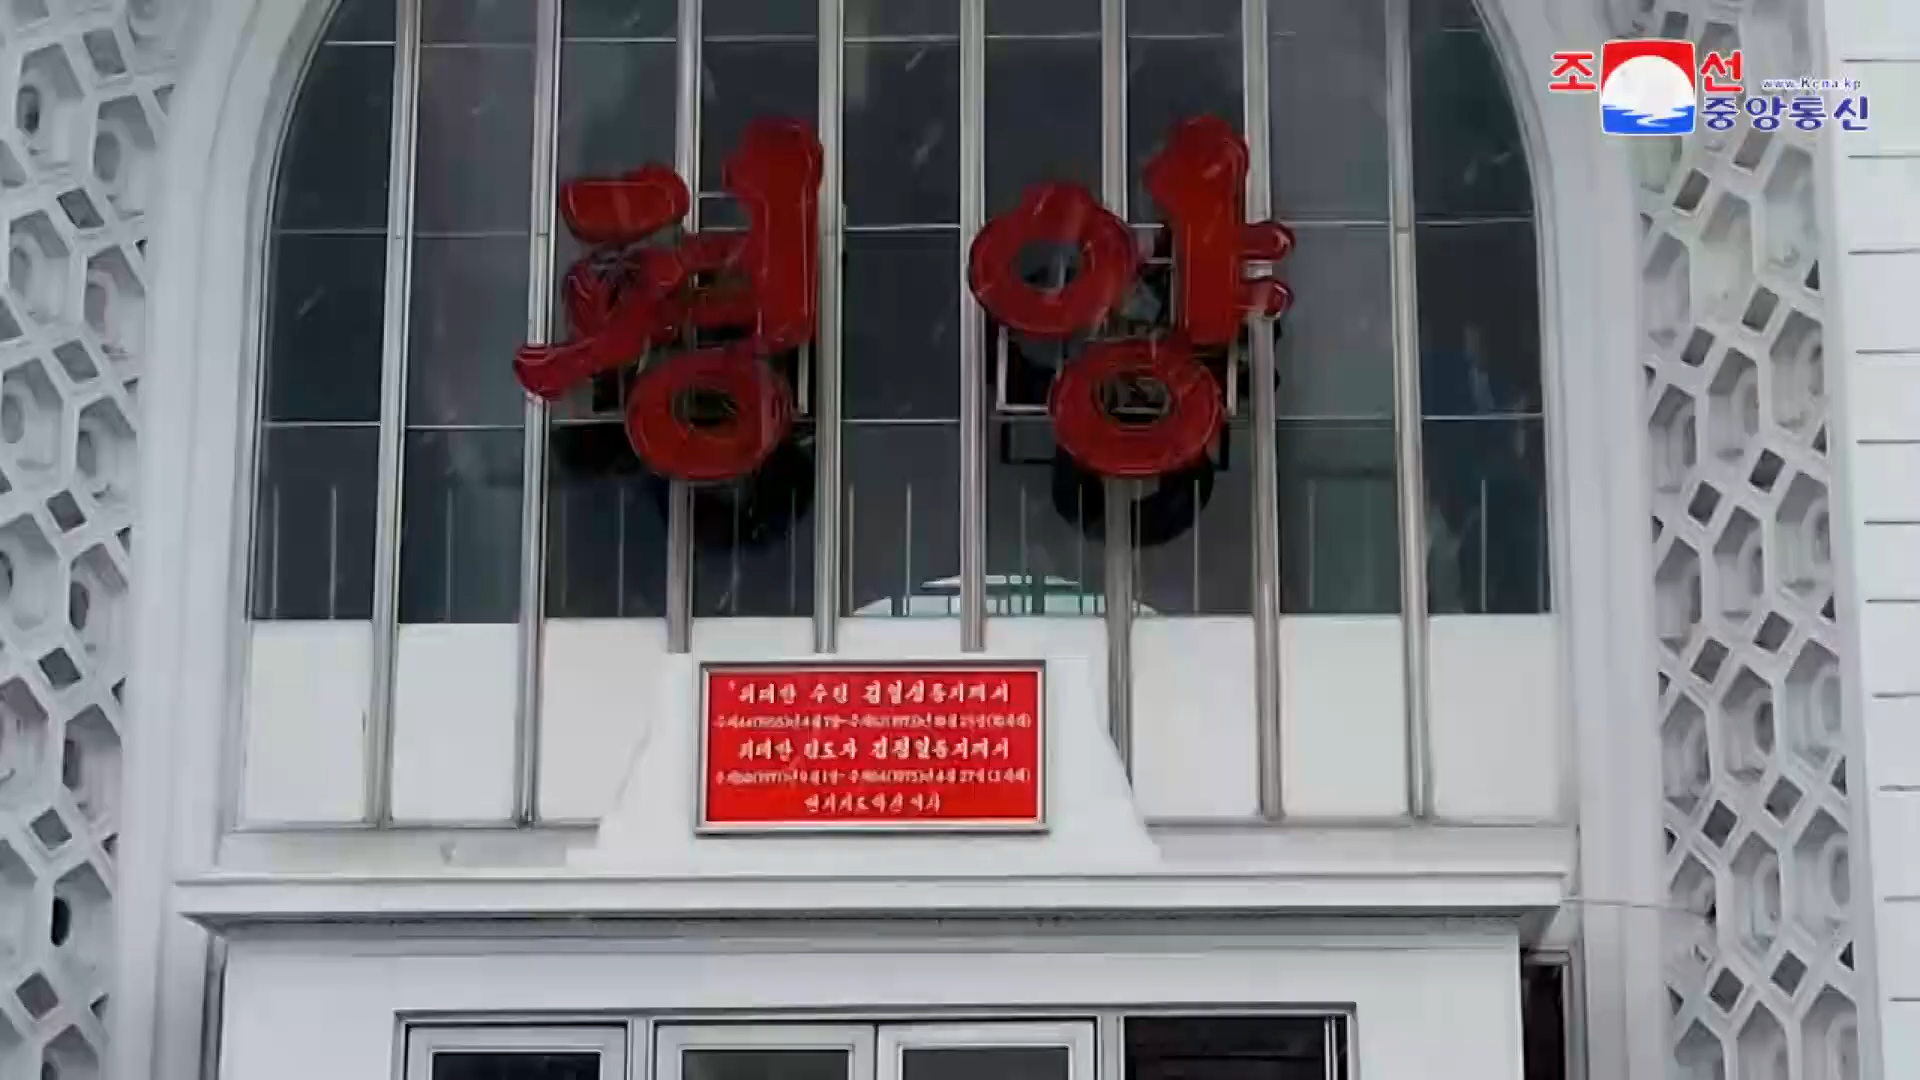 조선
www.kcna.kp
중앙통신
평양
위대한 수령 김일성동지께서
위대한 령도자 김정일동지께서
현지지도하신 역사